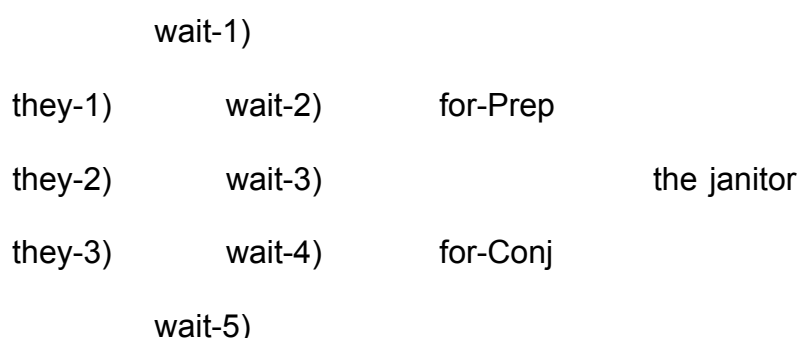 wait-1)
they-1) wait-2) for-Prep
they-2) wait-3) the janitor
they-3) wait-4) for-Conj
wait-5)